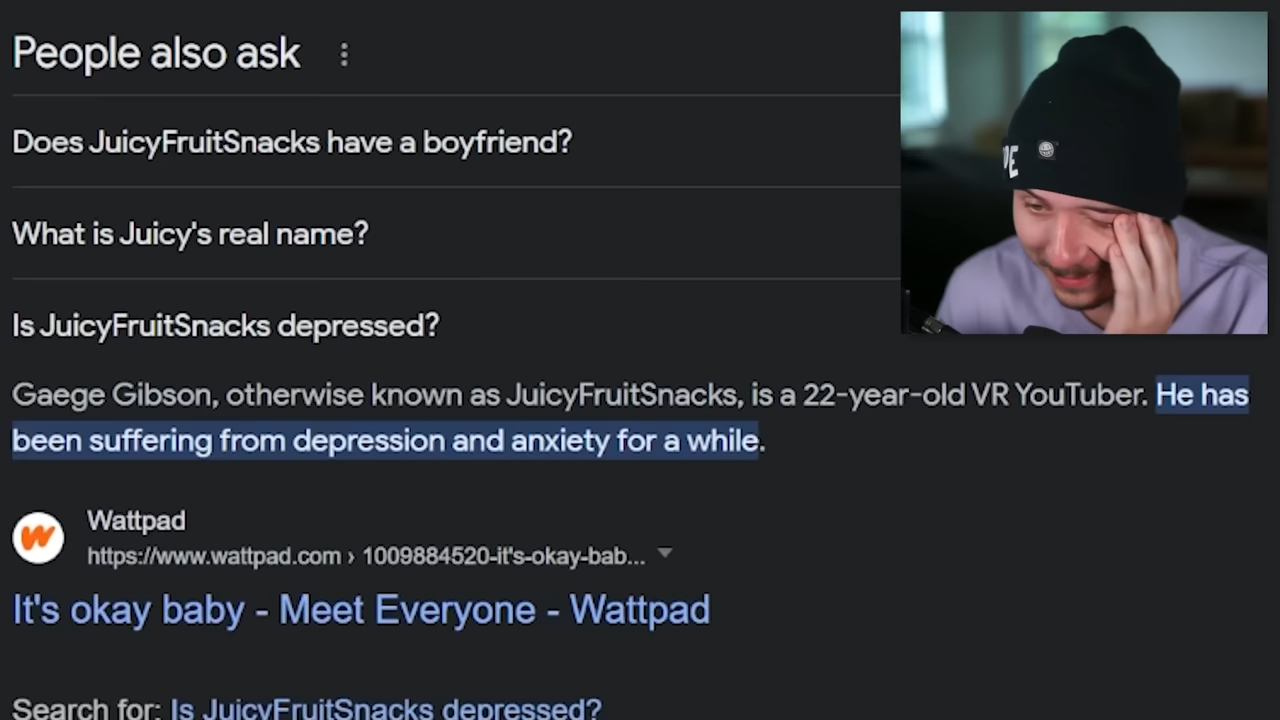 People also ask
Does JuicyFruitSnacks have a boyfriend?
What is Juicy's real name?
Is JuicyFruitSnacks depressed?
Gaege Gibson, otherwise known as JuicyFruitSnacks, is a 22-year-old VR YouTuber. He has
been suffering from depression and anxiety for a while.
Wattpad
https://www.wattpad.com › 1009884520-it's-okay-bab...
It's okay baby - Meet Everyone - Wattpad
Search for: Is JuicyFruitSnacks depressed?